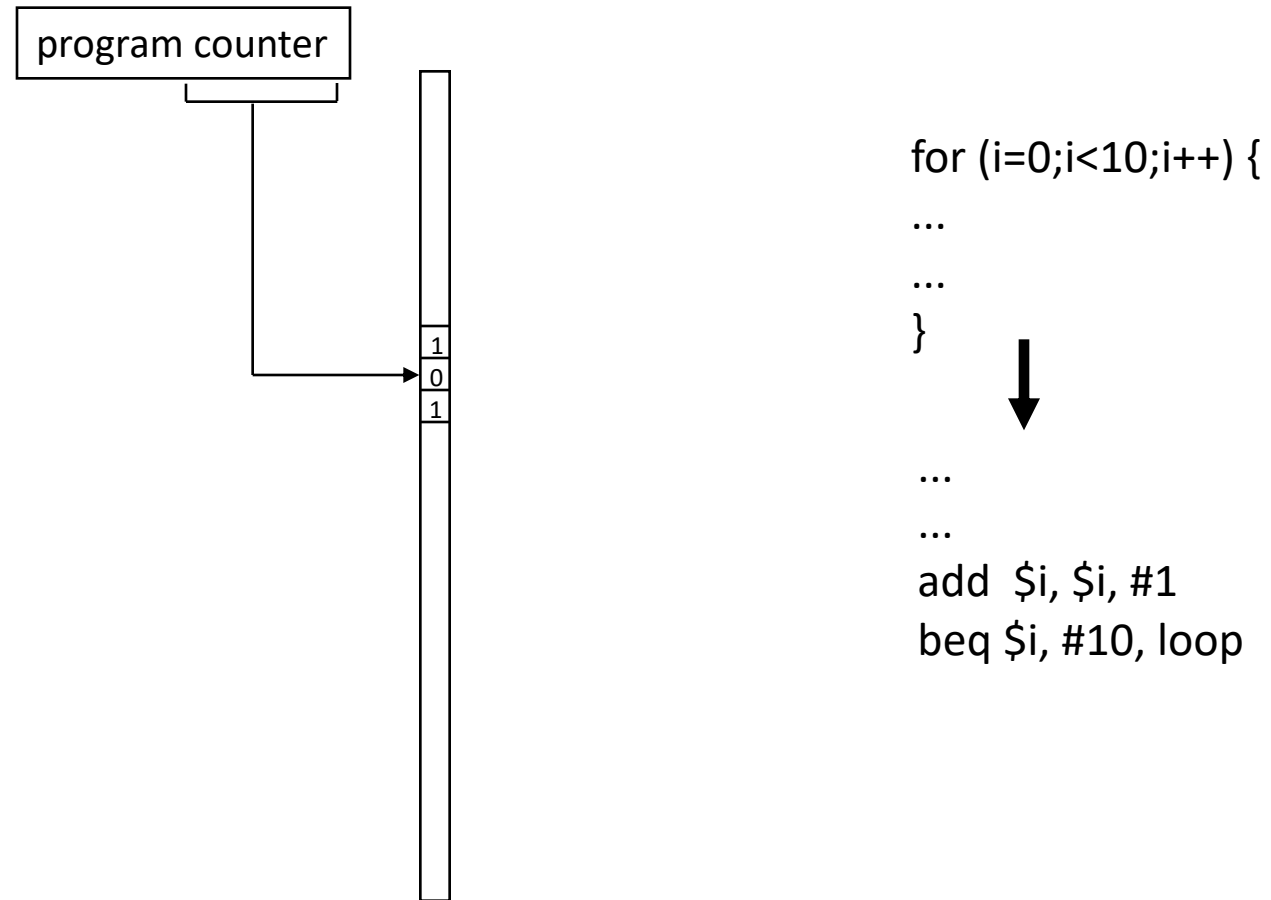 program counter
1
0
1
for (i=0;i<10;i++) {
...
...
}
...
...
add  $i, $i, #1
beq $i, #10, loop